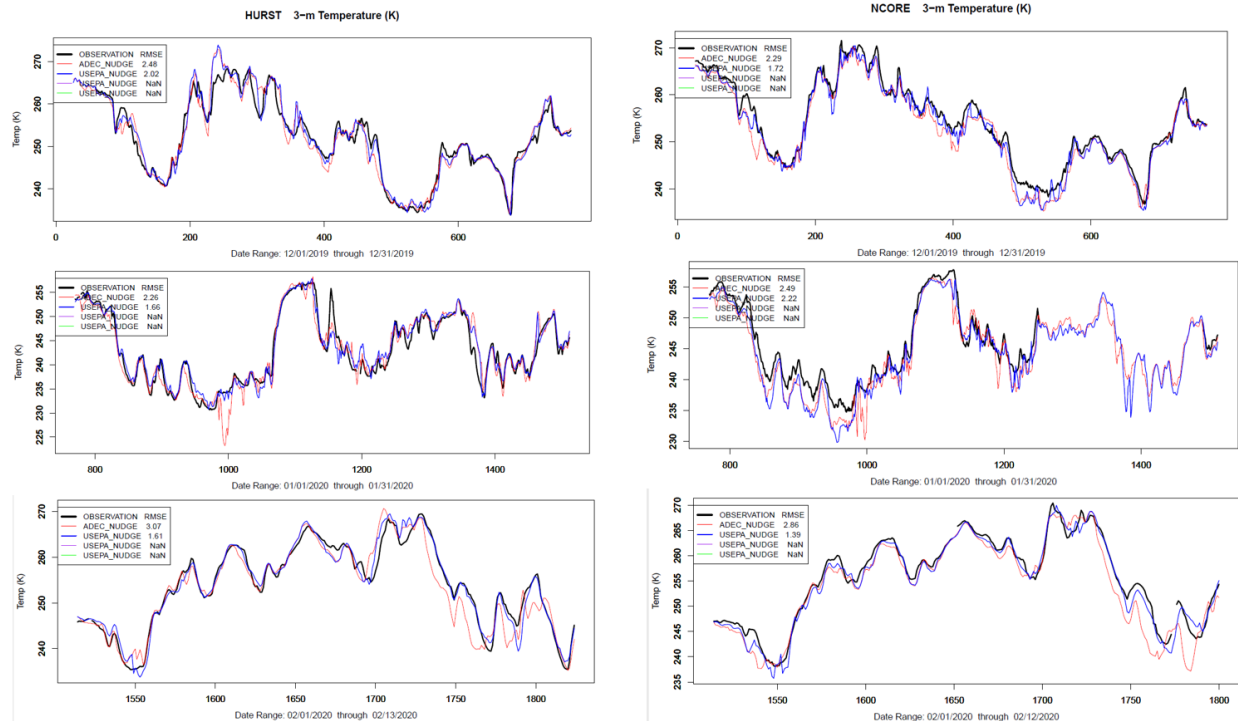 HURST 3-m Temperature (K)
OBSERVATION RMSE
ADEC_NUDGE 2.48
USEPA_NUDGE 2.02
USEPA_NUDGE NaN
USEPA_NUDGE NaN
Temp (K)
270
260
250
240
0 200 400 600
Date Range: 12/01/2019 through 12/31/2019
NCORE 3-m Temperature (K)
OBSERVATION RMSE
ADEC_NUDGE 2.29
USEPA_NUDGE 1.72
USEPA_NUDGE NaN
USEPA_NUDGE NaN
Temp (K)
270
260
250
240
0 200 400 600
Date Range: 12/01/2019 through 12/31/2019
OBSERVATION RMSE
ADEC_NUDGE 2.26
USEPA_NUDGE 1.66
USEPA_NUDGE NaN
USEPA_NUDGE NaN
Temp (K)
255
250
245
240
235
230
225
800 1000 1200 1400
Date Range: 01/01/2020 through 01/31/2020
OBSERVATION RMSE
ADEC_NUDGE 2.49
USEPA_NUDGE 2.22
USEPA_NUDGE NaN
USEPA_NUDGE NaN
Temp (K)
255
250
245
240
235
230
800 1000 1200 1400
Date Range: 01/01/2020 through 01/31/2020
OBSERVATION RMSE
ADEC_NUDGE 3.07
USEPA_NUDGE 1.61
USEPA_NUDGE NaN
USEPA_NUDGE NaN
Temp (K)
270
260
250
240
1550 1600 1650 1700 1750 1800
Date Range: 02/01/2020 through 02/13/2020
OBSERVATION RMSE
ADEC_NUDGE 2.86
USEPA_NUDGE 1.39
USEPA_NUDGE NaN
USEPA_NUDGE NaN
Temp (K)
270
265
255
245
240
235
1550 1600 1650 1700 1750 1800
Date Range: 02/01/2020 through 02/12/2020